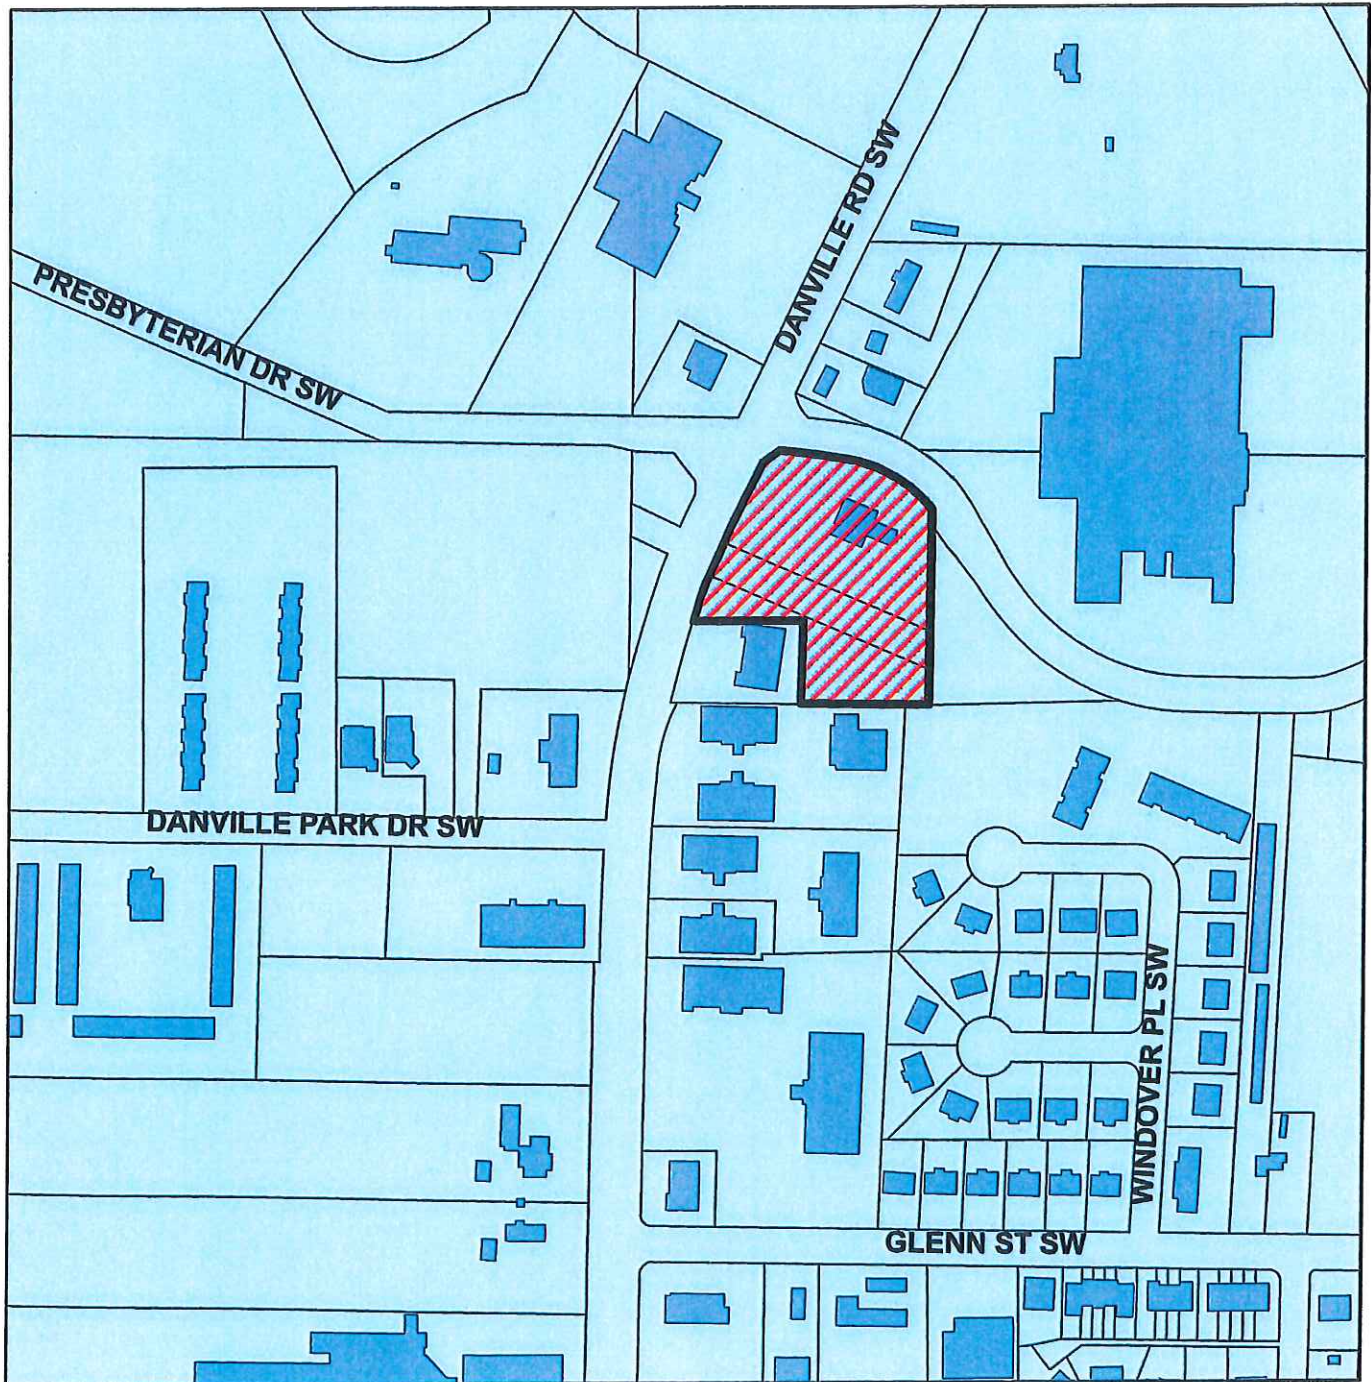 DANVILLE RD SW
PRESBYTERIAN DR SW
DANVILLE PARK DR SW
WINDOVER PL SW
GLENN ST SW